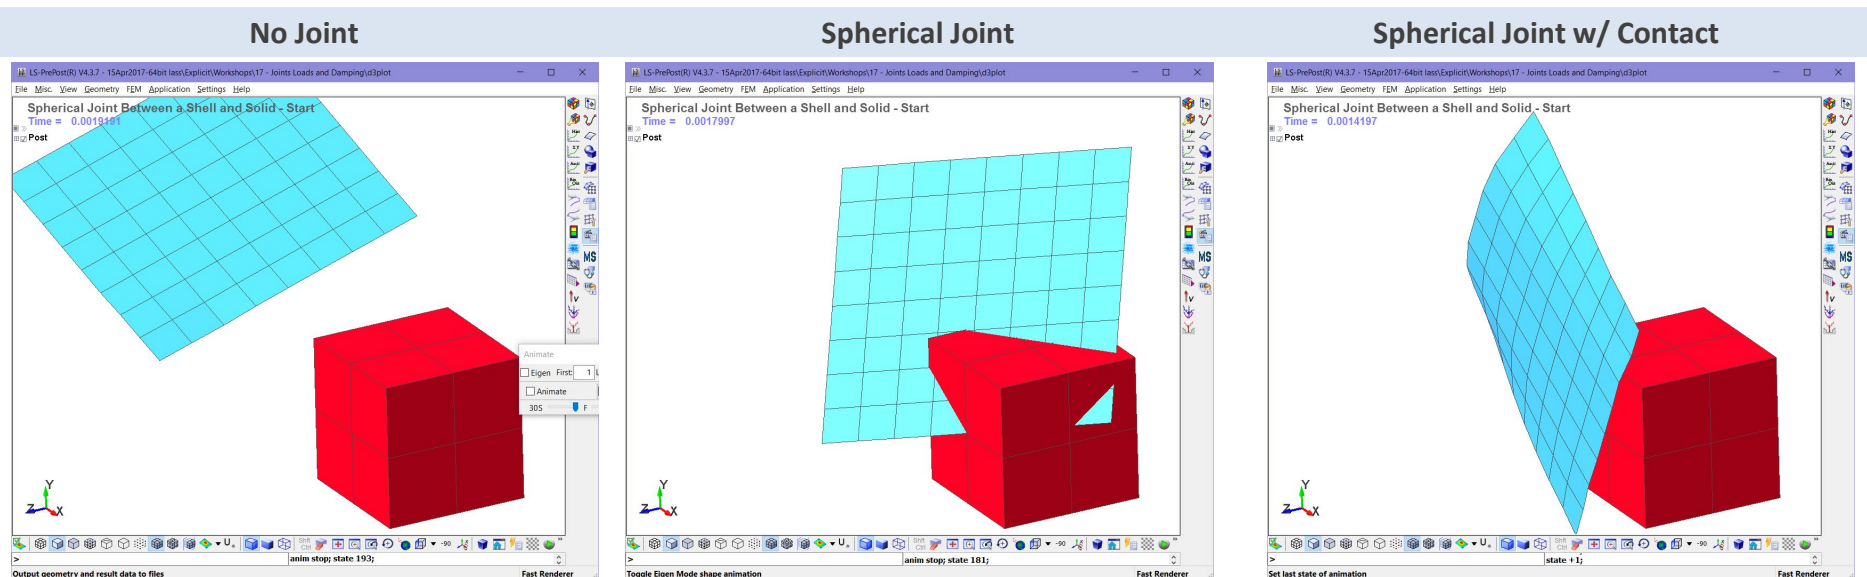 No Joint
Spherical Joint
Spherical Joint w/ Contact
LS-PrePost(R) V4.3.7 - 15Apr2017-64bit lass\Explicit\Workshops\17 - Joints Loads and Damping\d3plot
File Misc. View Geometry FEM Application Settings Help
Spherical Joint Between a Shell and Solid - Start
Time = 0.0019191
Post
Animate
Eigen First: 1 L
Animate
30S F
MS
Y
Z X
> anim stop; state 193;
Output geometry and result data to files Fast Renderer
LS-PrePost(R) V4.3.7 - 15Apr2017-64bit lass\Explicit\Workshops\17 - Joints Loads and Damping\d3plot
File Misc. View Geometry FEM Application Settings Help
Spherical Joint Between a Shell and Solid - Start
Time = 0.0017997
Post
MS
Y
Z X
> anim stop; state 181;
Toggle Eigen Mode shape animation Fast Renderer
LS-PrePost(R) V4.3.7 - 15Apr2017-64bit lass\Explicit\Workshops\17 - Joints Loads and Damping\d3plot
File Misc. View Geometry FEM Application Settings Help
Spherical Joint Between a Shell and Solid - Start
Time = 0.0014197
Post
MS
Y
Z X
> state +1;
Set last state of animation Fast Renderer